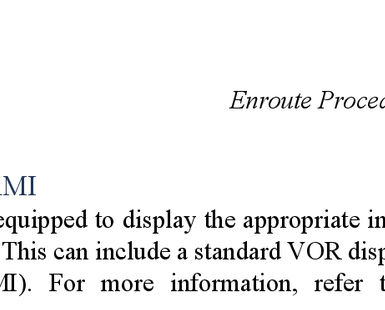 Enroute Proced
RMI
equipped to display the appropriate in
This can include a standard VOR disp
MI). For more information, refer t